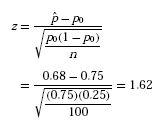 z = (p̂ − p₀) / √(p₀(1 − p₀) / n)
= (0.68 − 0.75) / √((0.75)(0.25) / 100) = 1.62